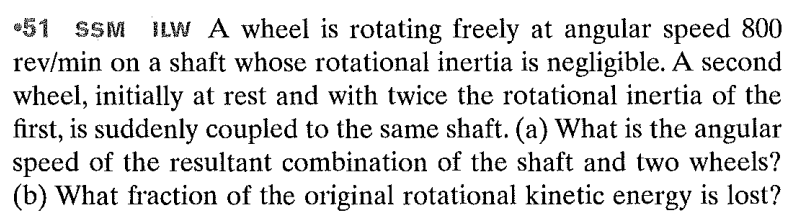 •51 SSM ILW A wheel is rotating freely at angular speed 800
rev/min on a shaft whose rotational inertia is negligible. A second
wheel, initially at rest and with twice the rotational inertia of the
first, is suddenly coupled to the same shaft. (a) What is the angular
speed of the resultant combination of the shaft and two wheels?
(b) What fraction of the original rotational kinetic energy is lost?